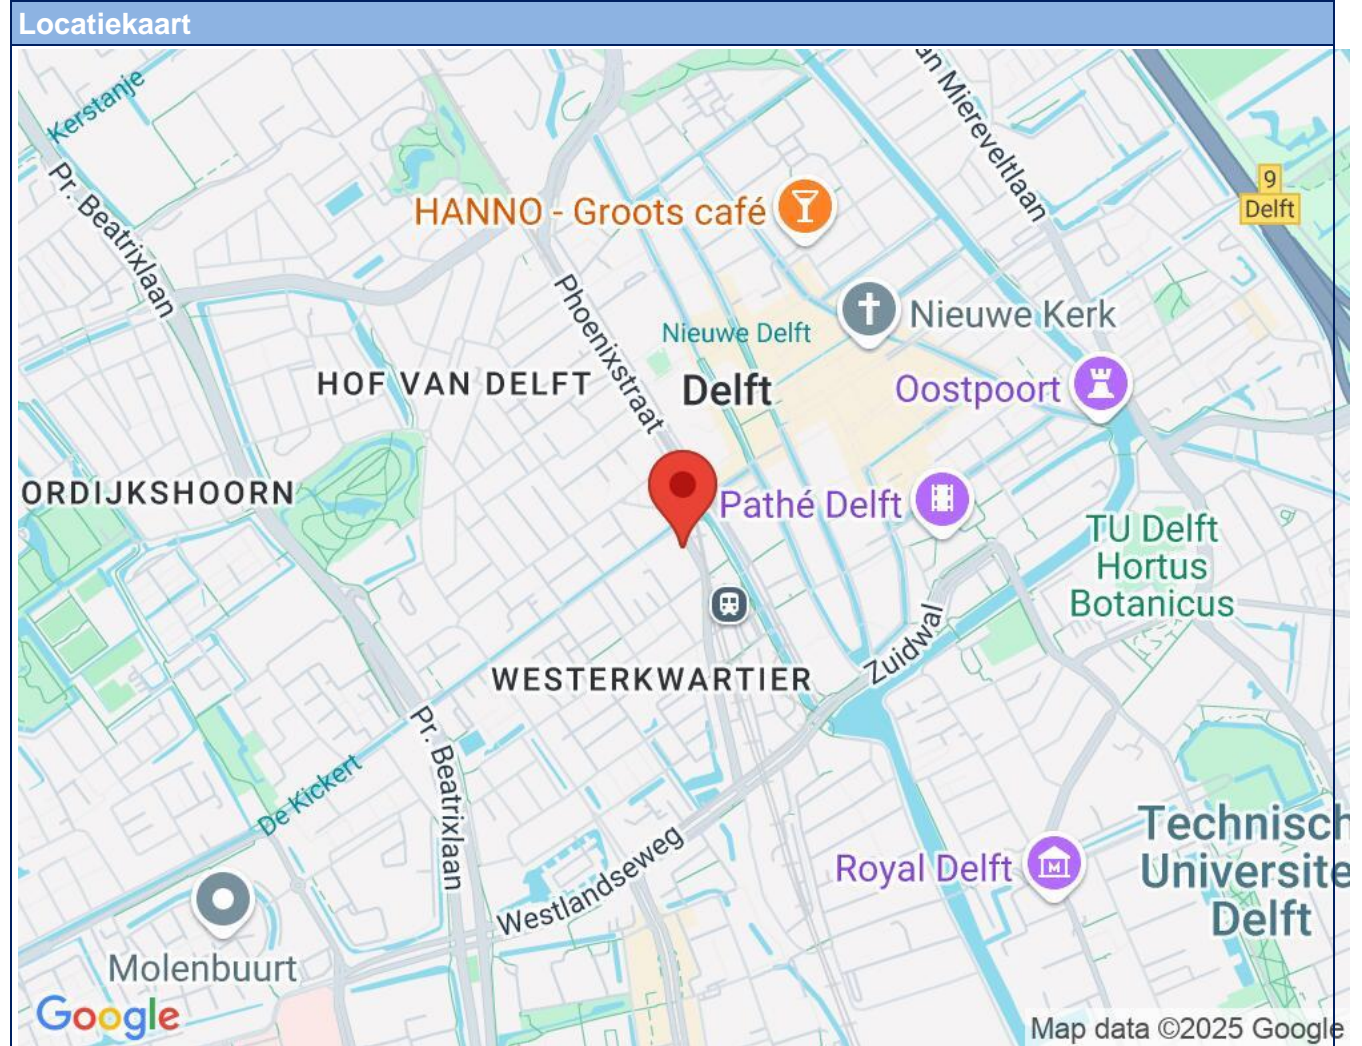 Locatiekaart
Kerstanje
an Miereveltlaan
Pr. Beatrixlaan
9
Delft
HANNO - Groots café
Phoenixstraat
Nieuwe Kerk
Nieuwe Delft
HOF VAN DELFT
Delft
Oostpoort
ORDIJKSHOORN
Pathé Delft
TU Delft
Hortus
Botanicus
Zuidwal
WESTERKWARTIER
Pr. Beatrixlaan
De Kickert
Westlandseweg
Royal Delft
Technisch
Universite
Delft
Molenbuurt
Google
Map data ©2025 Google